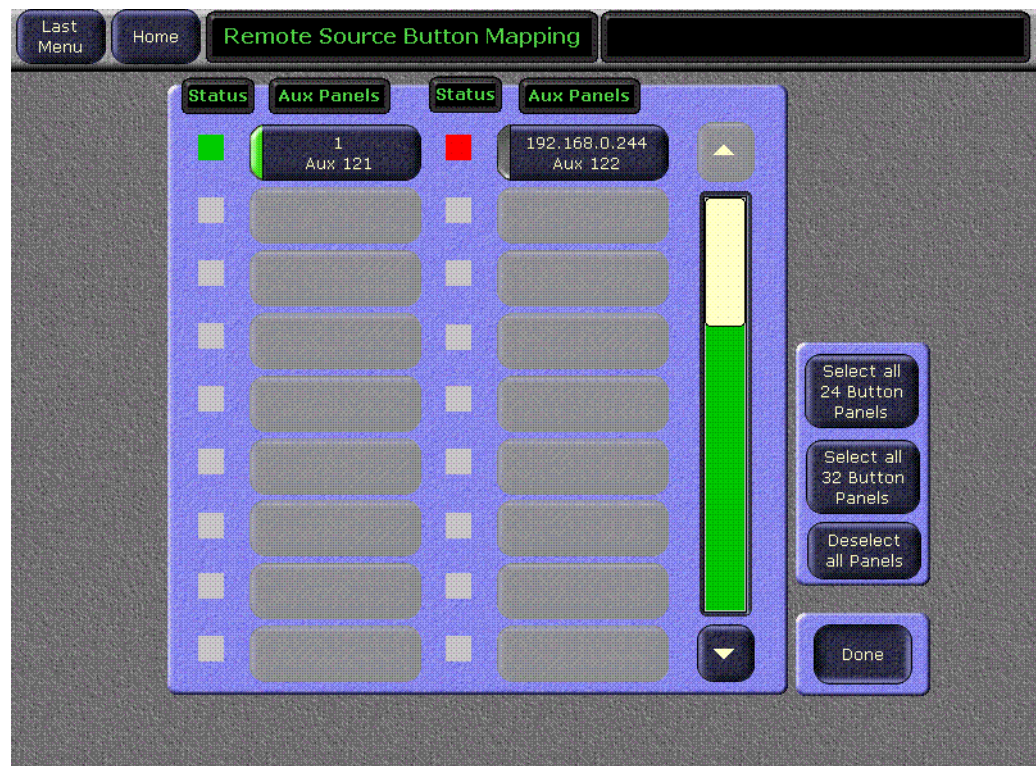 Last
Menu
Home
Remote Source Button Mapping
Status
Aux Panels
Status
Aux Panels
1
Aux 121
192.168.0.244
Aux 122
Select all
24 Button
Panels
Select all
32 Button
Panels
Deselect
all Panels
Done